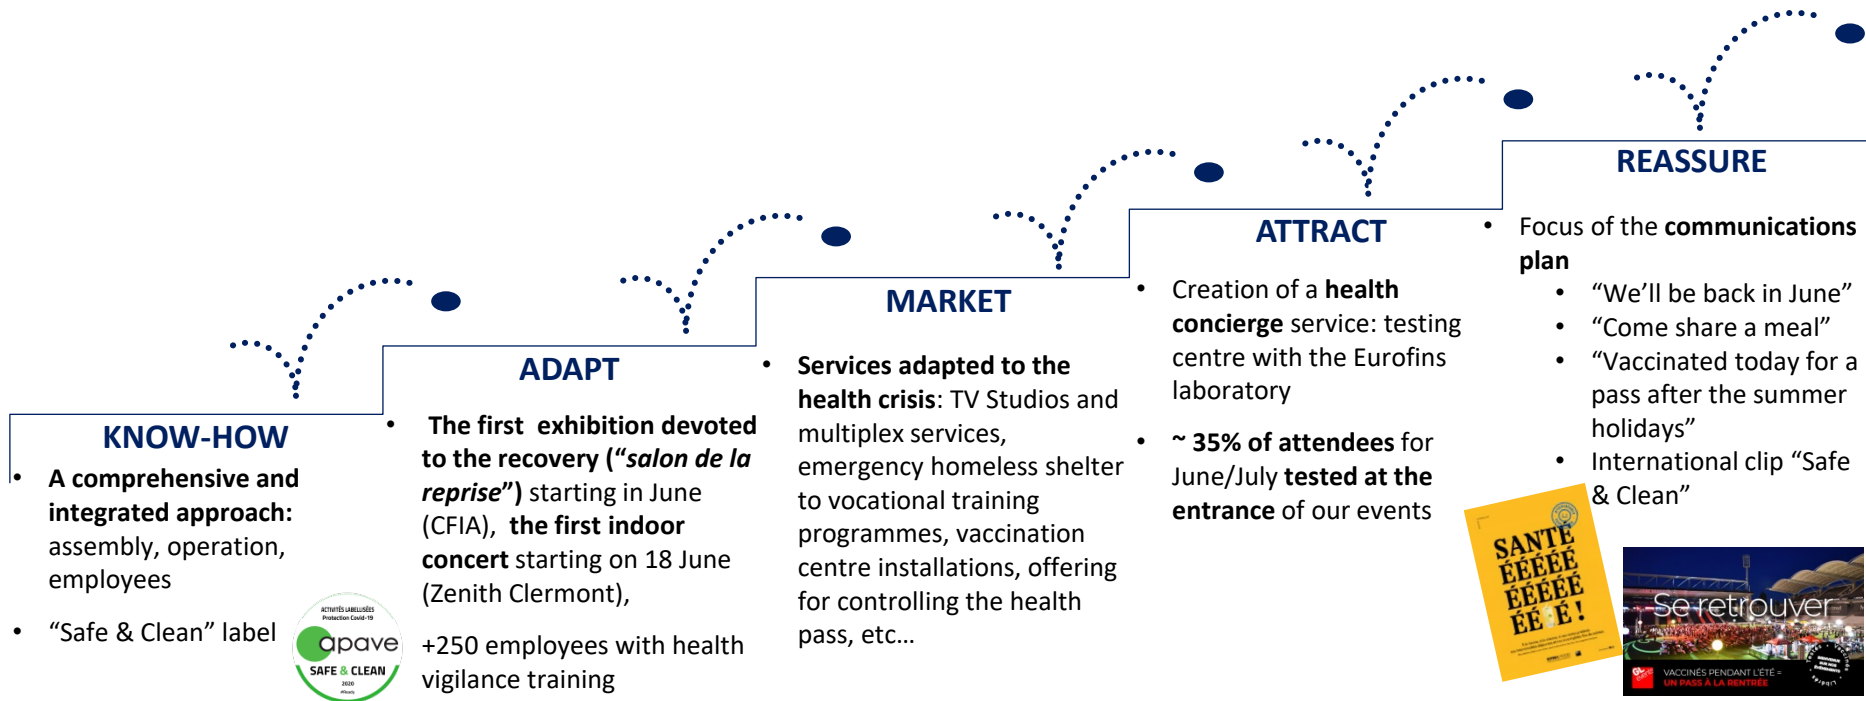 KNOW-HOW
• A comprehensive and
integrated approach:
assembly, operation,
employees
• “Safe & Clean” label
ACTIVITÉS LABELLISÉES
Protection Covid-19
apave
SAFE & CLEAN
2020
#Ready
ADAPT
• The first exhibition devoted
to the recovery (“salon de la
reprise”) starting in June
(CFIA), the first indoor
concert starting on 18 June
(Zenith Clermont),
+250 employees with health
vigilance training
MARKET
• Services adapted to the
health crisis: TV Studios and
multiplex services,
emergency homeless shelter
to vocational training
programmes, vaccination
centre installations, offering
for controlling the health
pass, etc...
ATTRACT
• Creation of a health
concierge service: testing
centre with the Eurofins
laboratory
• ~ 35% of attendees for
June/July tested at the
entrance of our events
REASSURE
• Focus of the communications
plan
• “We’ll be back in June”
• “Come share a meal”
• “Vaccinated today for a
pass after the summer
holidays”
• International clip “Safe
& Clean”
SANTÉ
ÉÉÉÉÉ
ÉÉÉÉÉ
ÉÉÉ !
Se retrouver
GL
events
VACCINÉS PENDANT L'ÉTÉ =
UN PASS À LA RENTRÉE